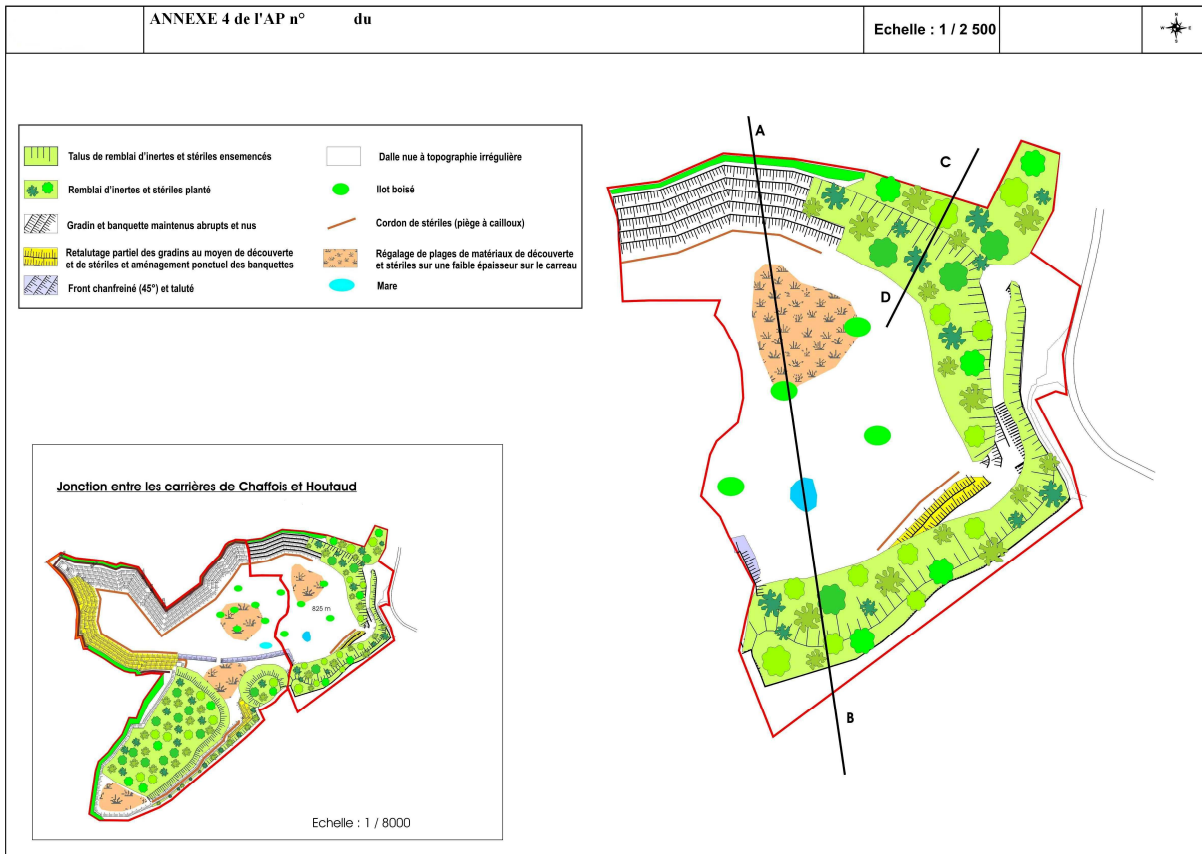 ANNEXE 4 de l'AP n° du
Echelle : 1 / 2 500
N
W E
S
Talus de remblai d'inertes et stériles ensemencés
Remblai d'inertes et stériles planté
Gradin et banquette maintenus abrupts et nus
Retalutage partiel des gradins au moyen de découverte
et de stériles et aménagement ponctuel des banquettes
Front chanfreiné (45°) et taluté
Dalle nue à topographie irrégulière
Ilot boisé
Cordon de stériles (piège à cailloux)
Régalage de plages de matériaux de découverte
et stériles sur une faible épaisseur sur le carreau
Mare
A
C
D
B
Jonction entre les carrières de Chaffois et Houtaud
825 m
Echelle : 1 / 8000